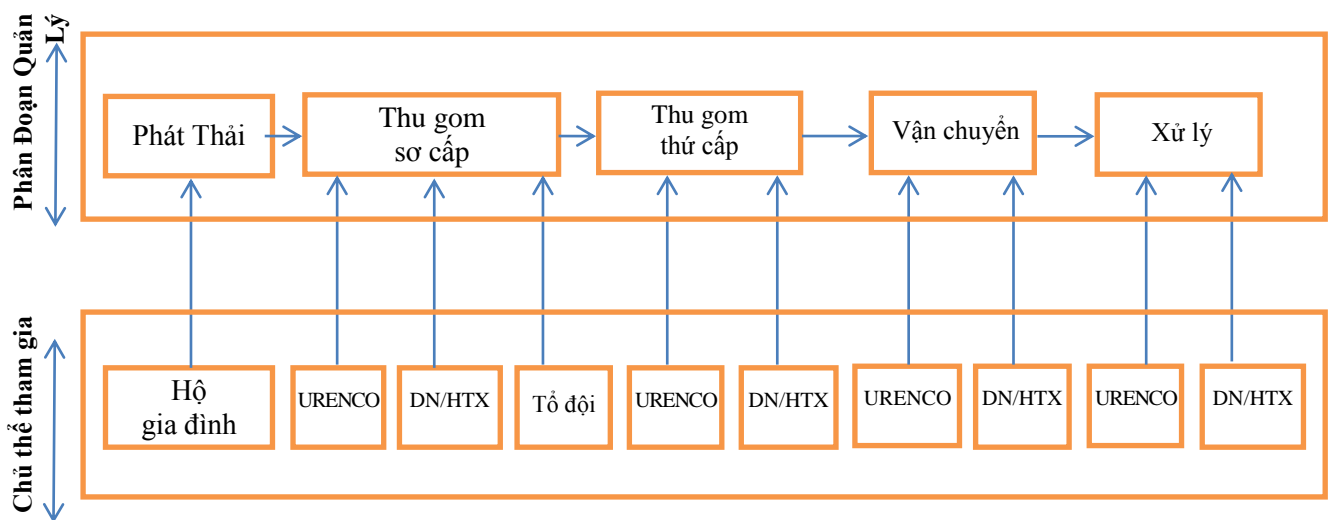 Phân Đoạn Quản
Lý
Phát Thải
Thu gom
sơ cấp
Thu gom
thứ cấp
Vận chuyển
Xử lý
Chủ thể tham gia
Hộ
gia đình
URENCO
DN/HTX
Tổ đội
URENCO
DN/HTX
URENCO
DN/HTX
URENCO
DN/HTX